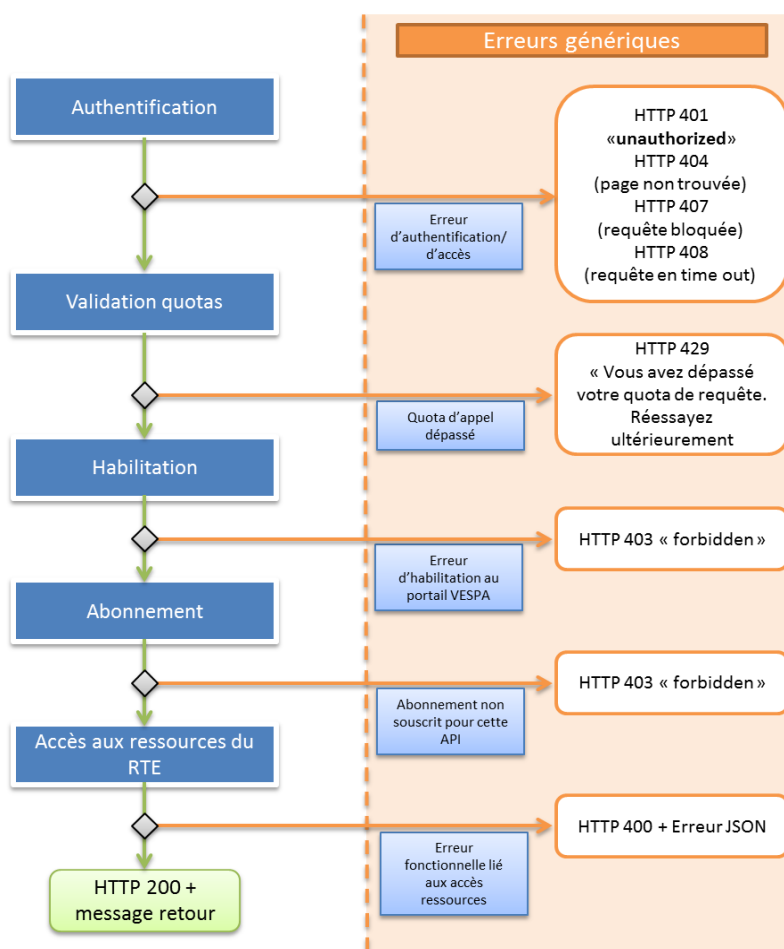 Erreurs génériques
Authentification
HTTP 401
«unauthorized»
HTTP 404
(page non trouvée)
HTTP 407
(requête bloquée)
HTTP 408
(requête en time out)
Erreur
d'authentification/
d'accès
Validation quotas
HTTP 429
« Vous avez dépassé
votre quota de requête.
Réessayez
ultérieurement
Quota d'appel
dépassé
Habilitation
HTTP 403 « forbidden »
Erreur
d'habilitation au
portail VESPA
Abonnement
HTTP 403 « forbidden »
Abonnement non
souscrit pour cette
API
Accès aux ressources du
RTE
HTTP 400 + Erreur JSON
Erreur
fonctionnelle lié
aux accès
ressources
HTTP 200 +
message retour